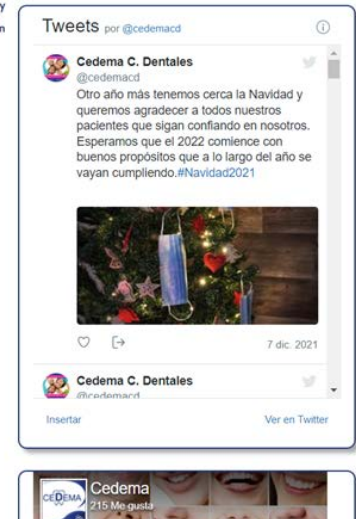 y
n
Tweets por @cedemacd
Cedema C. Dentales
@cedemacd
Otro año más tenemos cerca la Navidad y
queremos agradecer a todos nuestros
pacientes que sigan confiando en nosotros.
Esperamos que el 2022 comience con
buenos propósitos que a lo largo del año se
vayan cumpliendo.#Navidad2021
7 dic. 2021
Cedema C. Dentales
@cedemacd
Insertar
Ver en Twitter
CEDEMA
Cedema
215 Me gusta